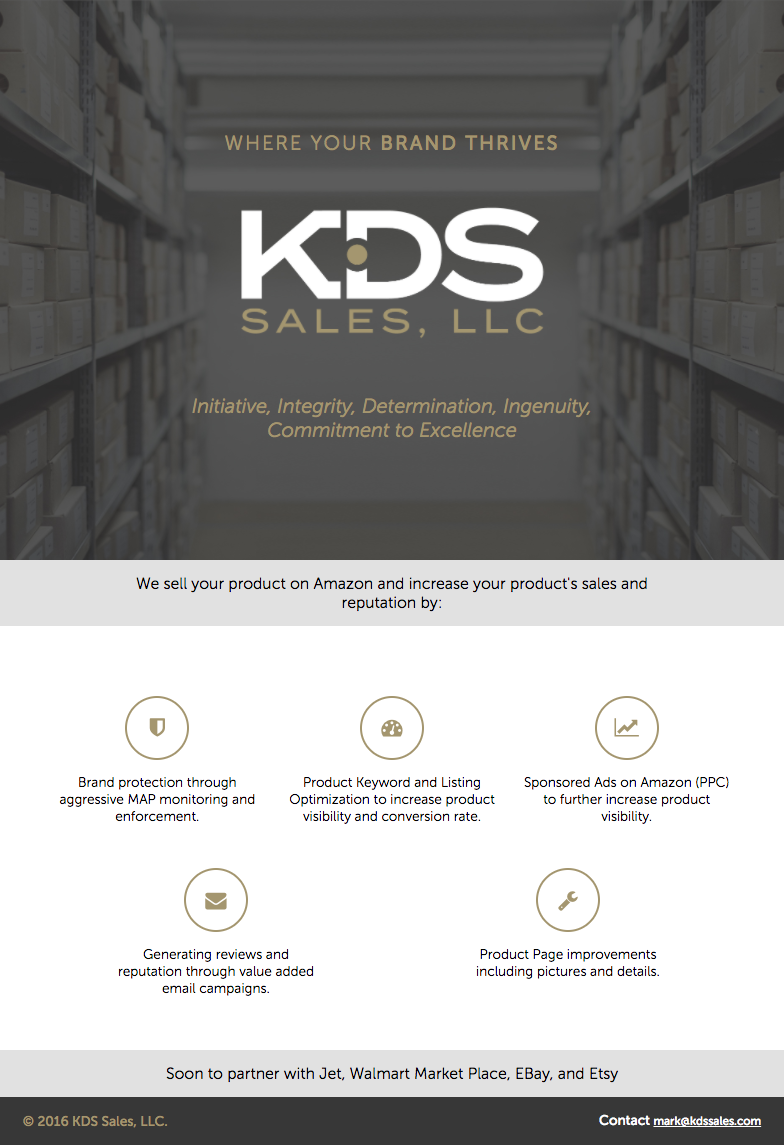 WHERE YOUR BRAND THRIVES
KDS
SALES, LLC
Initiative, Integrity, Determination, Ingenuity,
Commitment to Excellence
We sell your product on Amazon and increase your product's sales and
reputation by:
Brand protection through
aggressive MAP monitoring and
enforcement.
Product Keyword and Listing
Optimization to increase product
visibility and conversion rate.
Sponsored Ads on Amazon (PPC)
to further increase product
visibility.
Generating reviews and
reputation through value added
email campaigns.
Product Page improvements
including pictures and details.
Soon to partner with Jet, Walmart Market Place, EBay, and Etsy
© 2016 KDS Sales, LLC.
Contact mark@kdssales.com